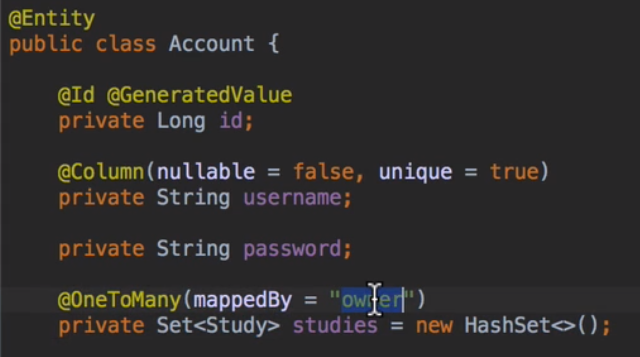 @Entity
public class Account {
@Id @GeneratedValue
private Long id;
@Column(nullable = false, unique = true)
private String username;
private String password;
@OneToMany(mappedBy = "owner")
private Set<Study> studies = new HashSet<>();